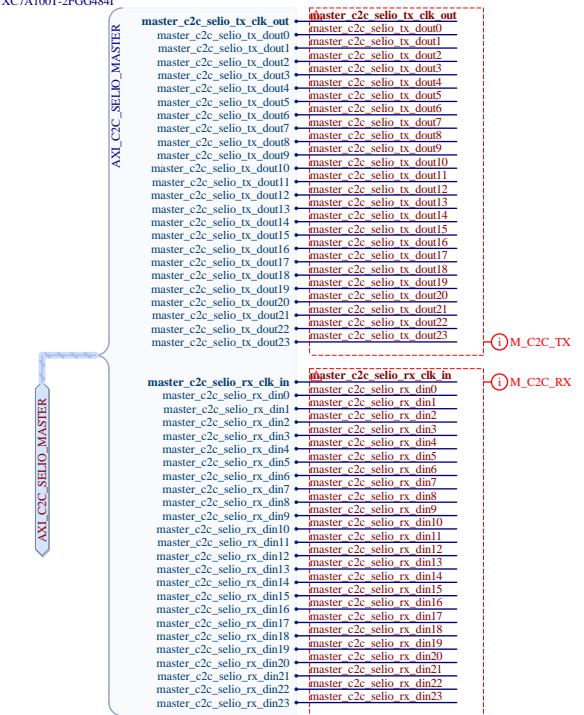 XC7A100T-2FGG484I
AXI_C2C_SELIO_MASTER
master_c2c_selio_tx_clk_out master_c2c_selio_tx_clk_out
master_c2c_selio_tx_dout0 master_c2c_selio_tx_dout0
master_c2c_selio_tx_dout1 master_c2c_selio_tx_dout1
master_c2c_selio_tx_dout2 master_c2c_selio_tx_dout2
master_c2c_selio_tx_dout3 master_c2c_selio_tx_dout3
master_c2c_selio_tx_dout4 master_c2c_selio_tx_dout4
master_c2c_selio_tx_dout5 master_c2c_selio_tx_dout5
master_c2c_selio_tx_dout6 master_c2c_selio_tx_dout6
master_c2c_selio_tx_dout7 master_c2c_selio_tx_dout7
master_c2c_selio_tx_dout8 master_c2c_selio_tx_dout8
master_c2c_selio_tx_dout9 master_c2c_selio_tx_dout9
master_c2c_selio_tx_dout10 master_c2c_selio_tx_dout10
master_c2c_selio_tx_dout11 master_c2c_selio_tx_dout11
master_c2c_selio_tx_dout12 master_c2c_selio_tx_dout12
master_c2c_selio_tx_dout13 master_c2c_selio_tx_dout13
master_c2c_selio_tx_dout14 master_c2c_selio_tx_dout14
master_c2c_selio_tx_dout15 master_c2c_selio_tx_dout15
master_c2c_selio_tx_dout16 master_c2c_selio_tx_dout16
master_c2c_selio_tx_dout17 master_c2c_selio_tx_dout17
master_c2c_selio_tx_dout18 master_c2c_selio_tx_dout18
master_c2c_selio_tx_dout19 master_c2c_selio_tx_dout19
master_c2c_selio_tx_dout20 master_c2c_selio_tx_dout20
master_c2c_selio_tx_dout21 master_c2c_selio_tx_dout21
master_c2c_selio_tx_dout22 master_c2c_selio_tx_dout22
master_c2c_selio_tx_dout23 master_c2c_selio_tx_dout23 i M_C2C_TX
master_c2c_selio_rx_clk_in master_c2c_selio_rx_clk_in i M_C2C_RX
master_c2c_selio_rx_din0 master_c2c_selio_rx_din0
master_c2c_selio_rx_din1 master_c2c_selio_rx_din1
master_c2c_selio_rx_din2 master_c2c_selio_rx_din2
master_c2c_selio_rx_din3 master_c2c_selio_rx_din3
master_c2c_selio_rx_din4 master_c2c_selio_rx_din4
master_c2c_selio_rx_din5 master_c2c_selio_rx_din5
master_c2c_selio_rx_din6 master_c2c_selio_rx_din6
master_c2c_selio_rx_din7 master_c2c_selio_rx_din7
master_c2c_selio_rx_din8 master_c2c_selio_rx_din8
master_c2c_selio_rx_din9 master_c2c_selio_rx_din9
master_c2c_selio_rx_din10 master_c2c_selio_rx_din10
master_c2c_selio_rx_din11 master_c2c_selio_rx_din11
master_c2c_selio_rx_din12 master_c2c_selio_rx_din12
master_c2c_selio_rx_din13 master_c2c_selio_rx_din13
master_c2c_selio_rx_din14 master_c2c_selio_rx_din14
master_c2c_selio_rx_din15 master_c2c_selio_rx_din15
master_c2c_selio_rx_din16 master_c2c_selio_rx_din16
master_c2c_selio_rx_din17 master_c2c_selio_rx_din17
master_c2c_selio_rx_din18 master_c2c_selio_rx_din18
master_c2c_selio_rx_din19 master_c2c_selio_rx_din19
master_c2c_selio_rx_din20 master_c2c_selio_rx_din20
master_c2c_selio_rx_din21 master_c2c_selio_rx_din21
master_c2c_selio_rx_din22 master_c2c_selio_rx_din22
master_c2c_selio_rx_din23 master_c2c_selio_rx_din23
AXI_C2C_SELIO_MASTER